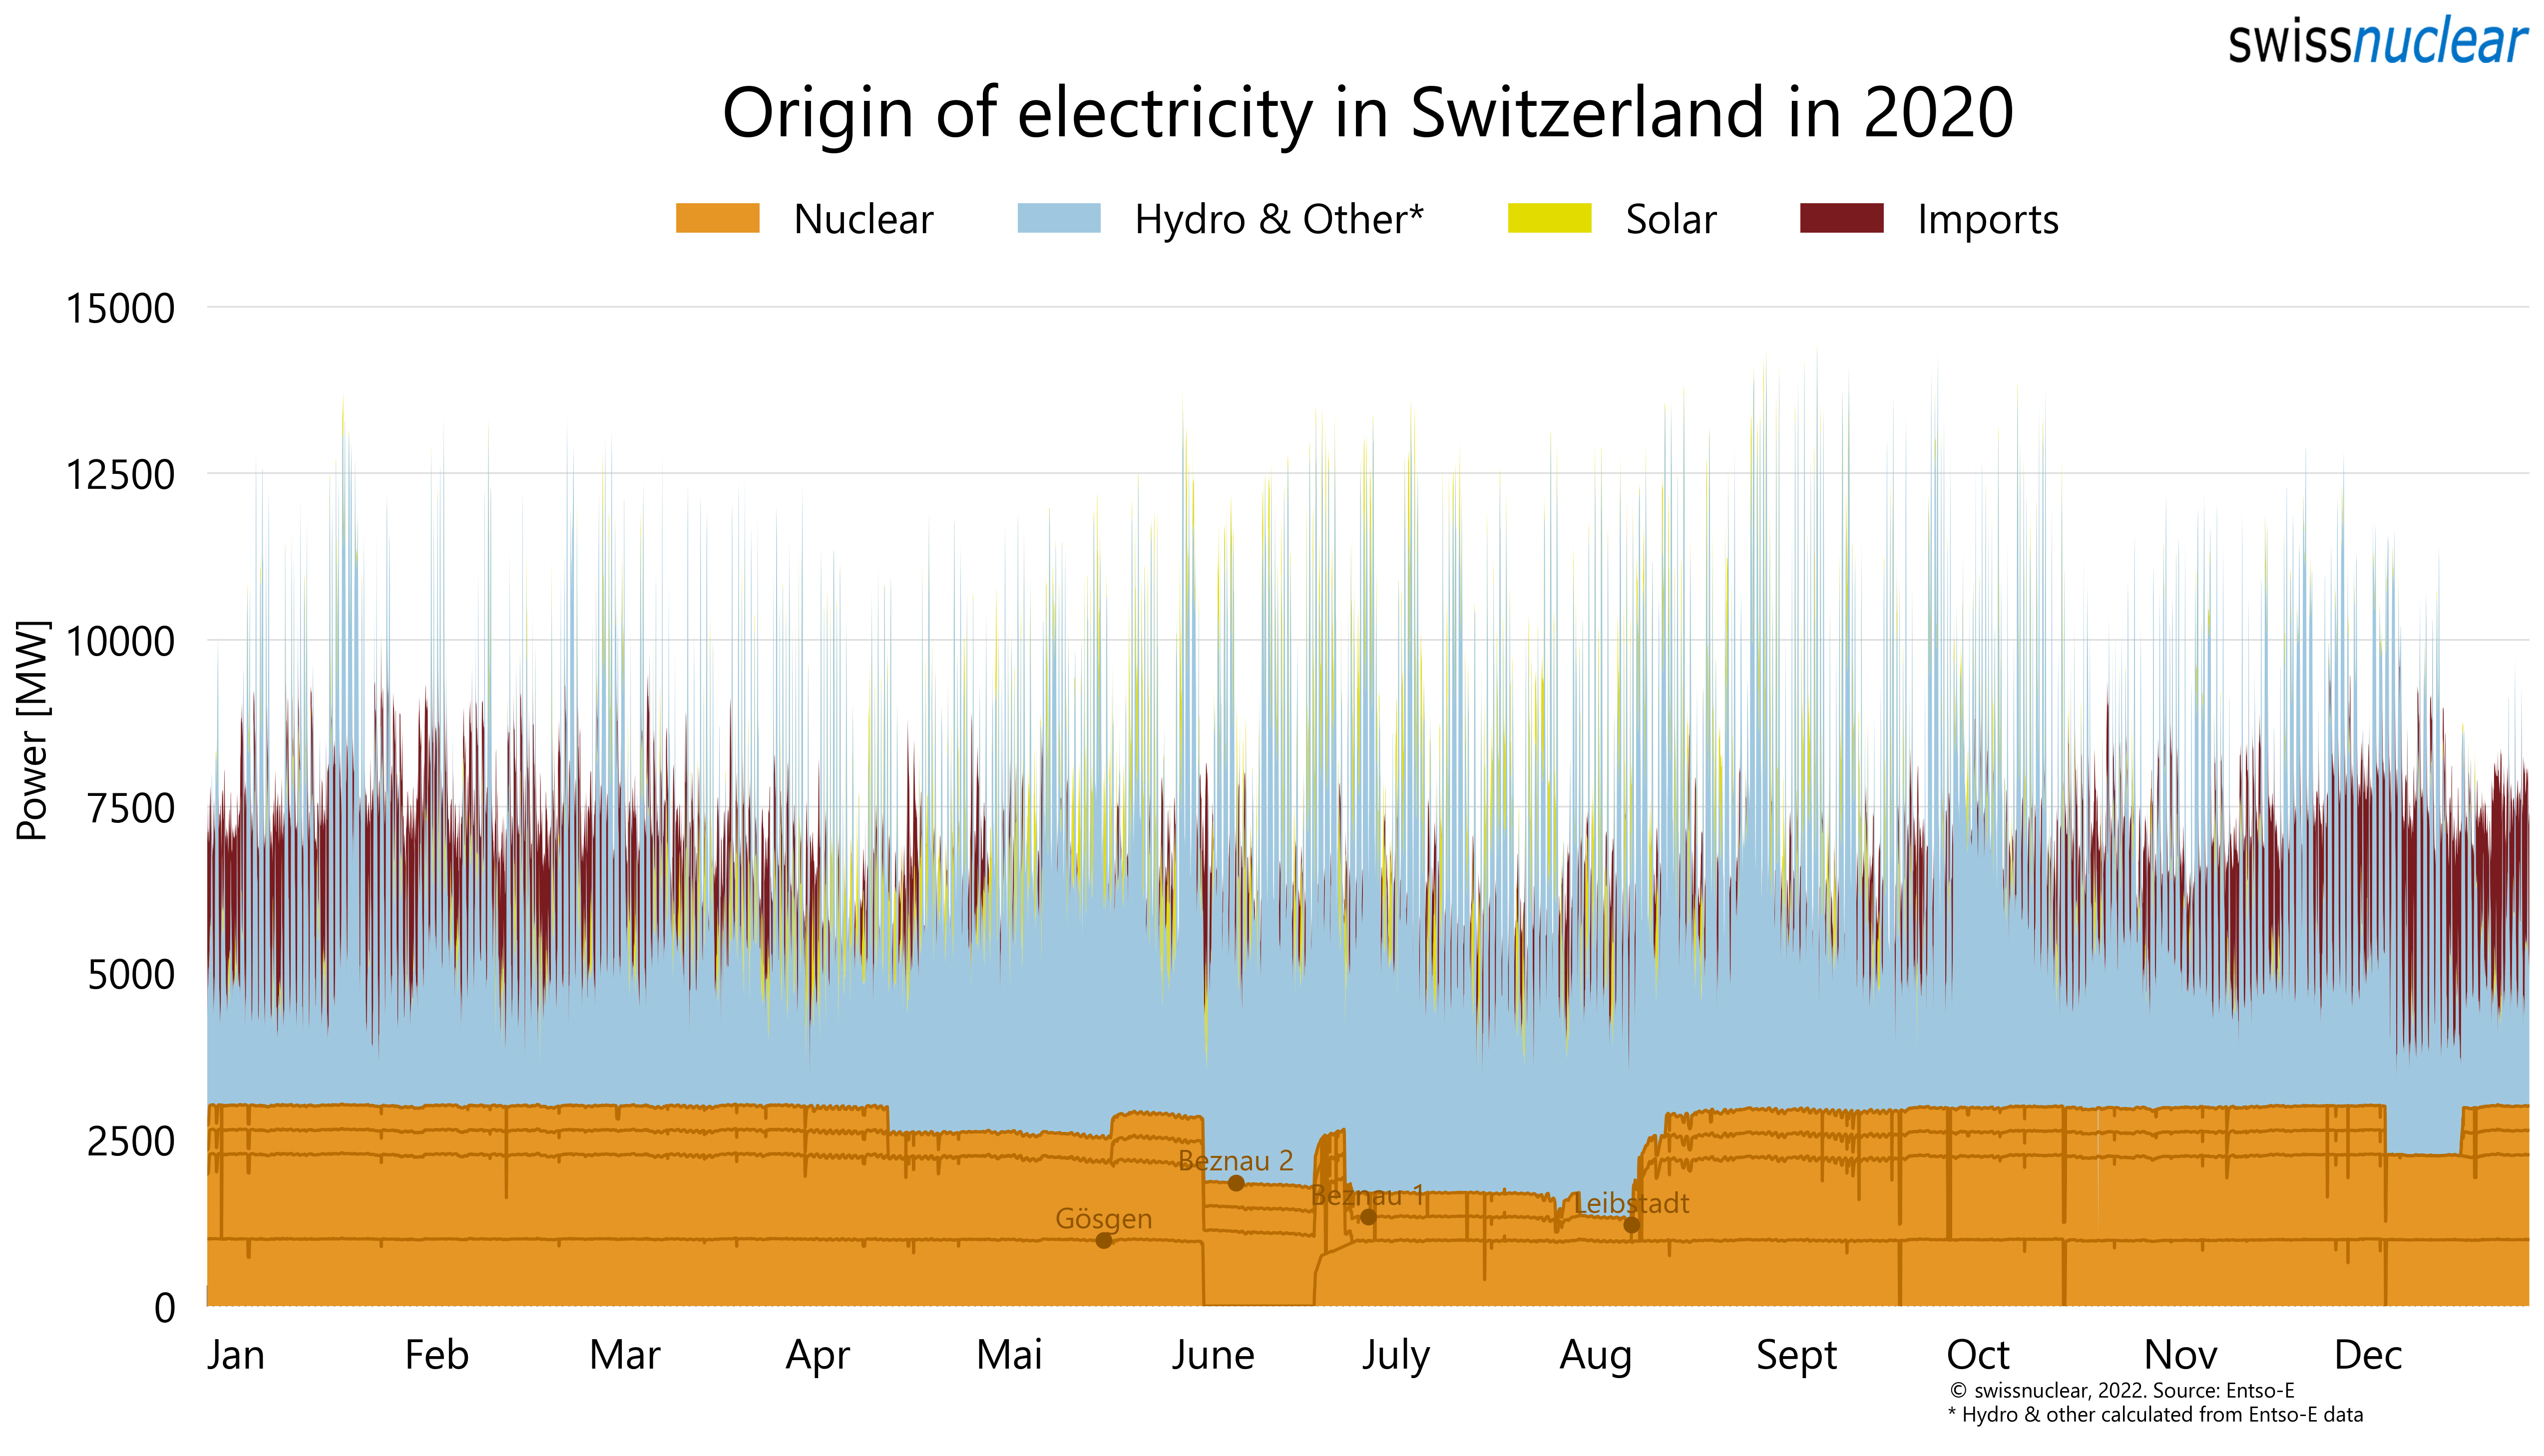 swissnuclear
Origin of electricity in Switzerland in 2020
Nuclear
Hydro & Other*
Solar
Imports
Power [MW]
15000
12500
10000
7500
5000
2500
0
Beznau 2
Beznau 1
Leibstadt
Gösgen
Jan
Feb
Mar
Apr
Mai
June
July
Aug
Sept
Oct
Nov
Dec
© swissnuclear, 2022. Source: Entso-E
* Hydro & other calculated from Entso-E data